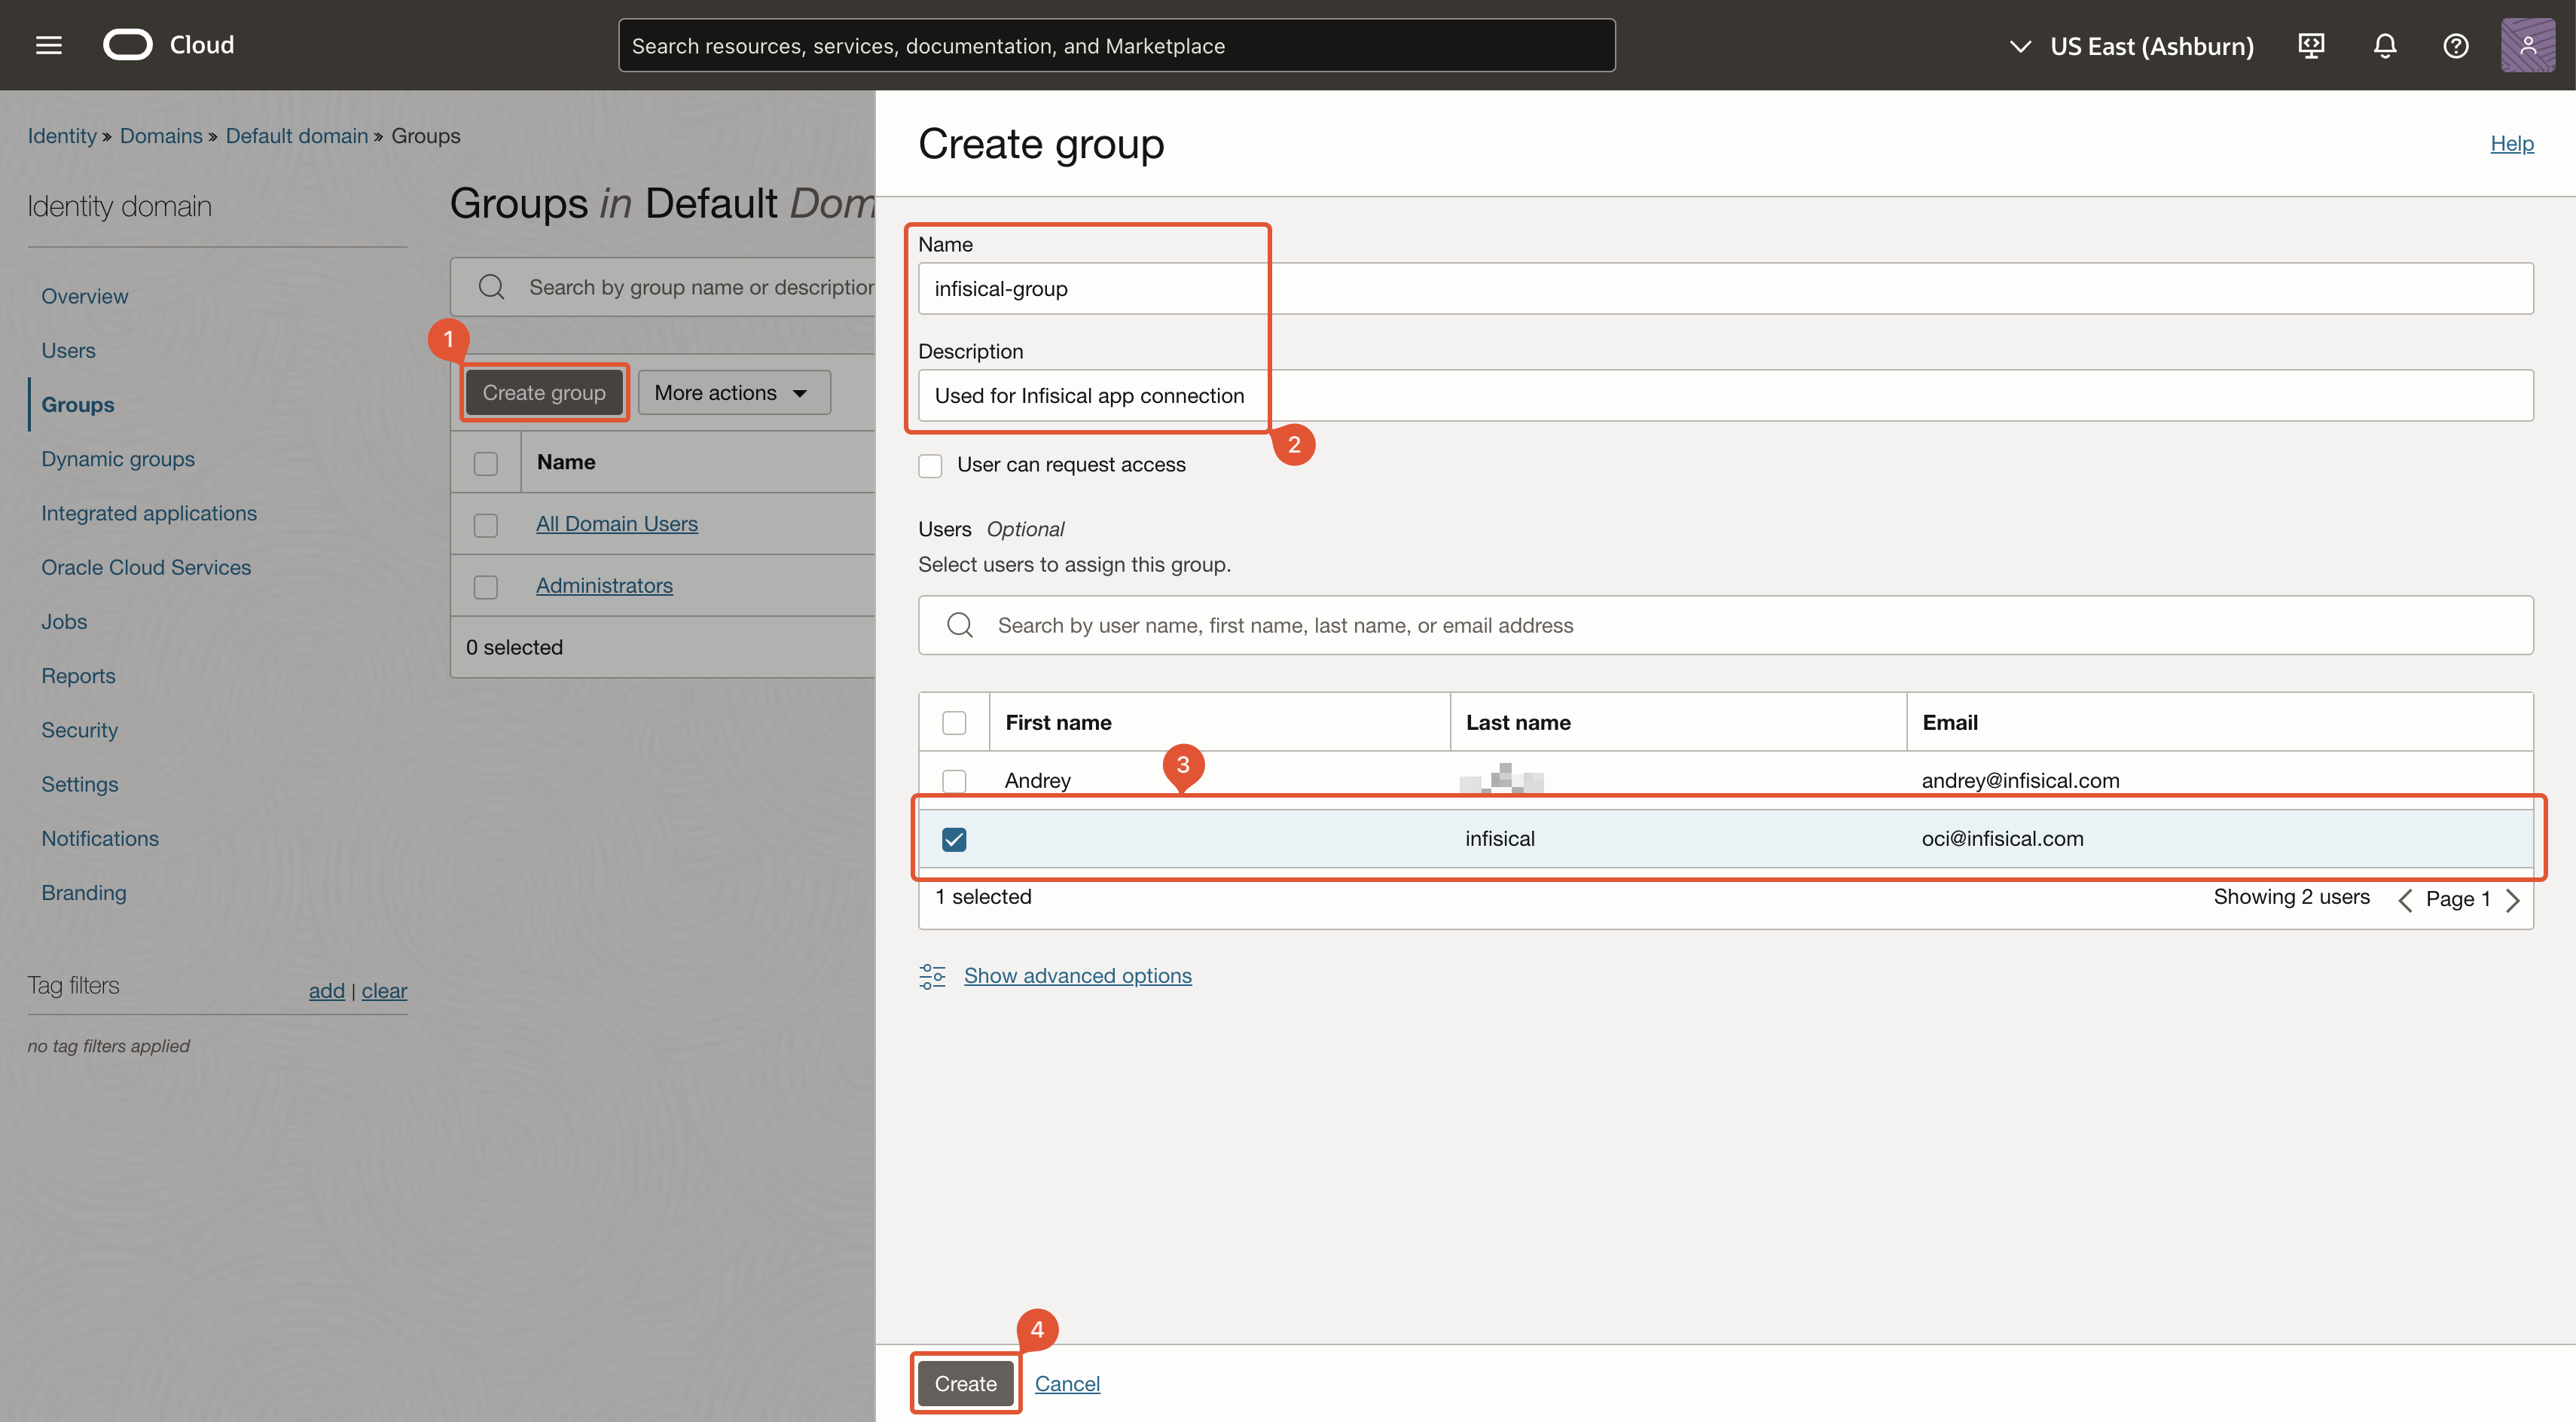 Cloud
Search resources, services, documentation, and Marketplace
US East (Ashburn)
Identity » Domains » Default domain » Groups
Identity domain
Overview
Users
Groups
Dynamic groups
Integrated applications
Oracle Cloud Services
Jobs
Reports
Security
Settings
Notifications
Branding
Tag filters
add | clear
no tag filters applied
Groups in Default Dom
Search by group name or description
1
Create group
More actions
Name
All Domain Users
Administrators
0 selected
Create group
Help
Name
infisical-group
Description
Used for Infisical app connection
2
User can request access
Users Optional
Select users to assign this group.
Search by user name, first name, last name, or email address
First name Last name Email
3
Andrey andrey@infisical.com
infisical oci@infisical.com
1 selected
Showing 2 users Page 1
Show advanced options
4
Create
Cancel